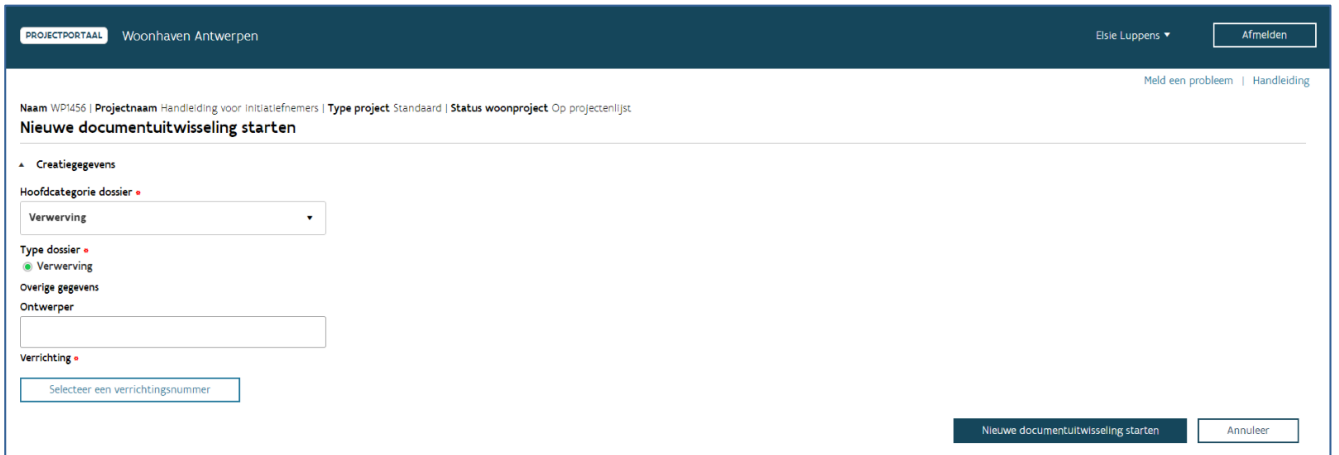 PROJECTPORTAAL Woonhaven Antwerpen Elsie Luppens Afmelden
Meld een probleem | Handleiding
Naam WP1456 | Projectnaam Handleiding voor initiatiefnemers | Type project Standaard | Status woonproject Op projectenlijst
Nieuwe documentuitwisseling starten
Creatiegegevens
Hoofdcategorie dossier
Verwerving
Type dossier
Verwerving
Overige gegevens
Ontwerper
Verrichting
Selecteer een verrichtingsnummer
Nieuwe documentuitwisseling starten Annuleer